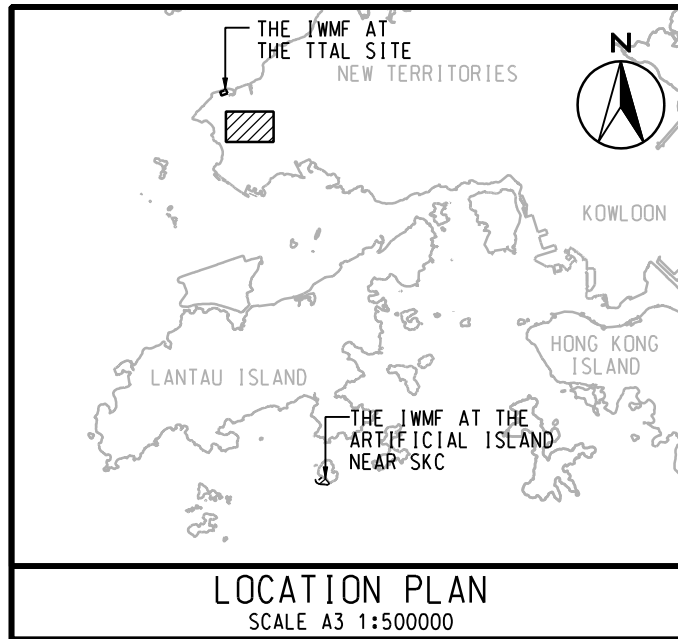 THE IWMF AT
THE TTAL SITE
NEW TERRITORIES
N
KOWLOON
HONG KONG
ISLAND
LANTAU ISLAND
THE IWMF AT THE
ARTIFICIAL ISLAND
NEAR SKC
LOCATION PLAN
SCALE A3 1:500000